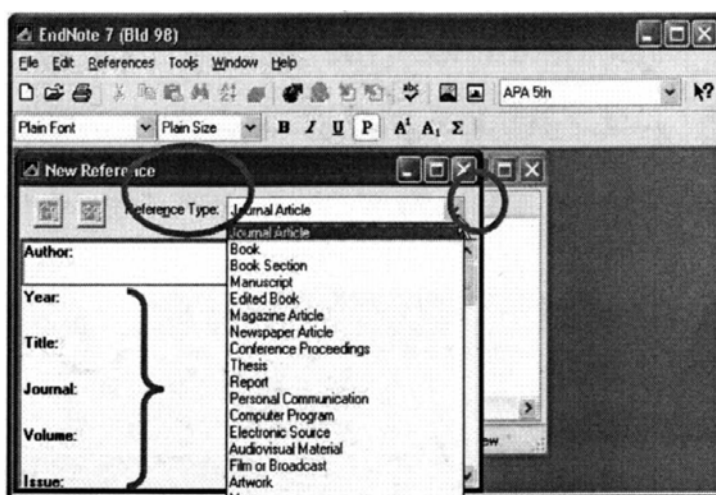 EndNote 7 (Bld 98)
File Edit References Tools Window Help
APA 5th
Plain Font Plain Size B I U P A¹ A₁ Σ
New Reference
Reference Type: Journal Article
Journal Article
Author:
Book
Book Section
Manuscript
Year:
Edited Book
Magazine Article
Newspaper Article
Title:
Conference Proceedings
Thesis
Report
Journal:
Personal Communication
Computer Program
Electronic Source
Volume:
Audiovisual Material
Film or Broadcast
Issue:
Artwork